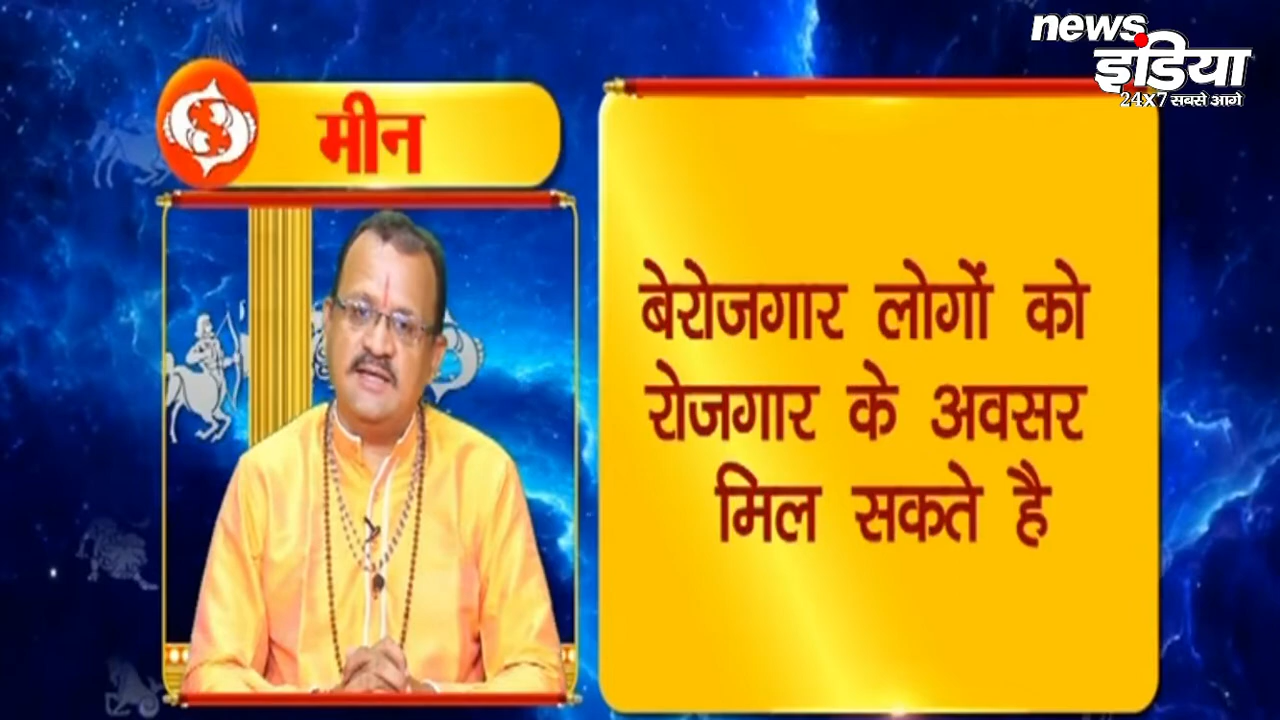 news
इंडिया
24x7 सबसे आगे
मीन
बेरोजगार लोगों को
रोजगार के अवसर
मिल सकते है